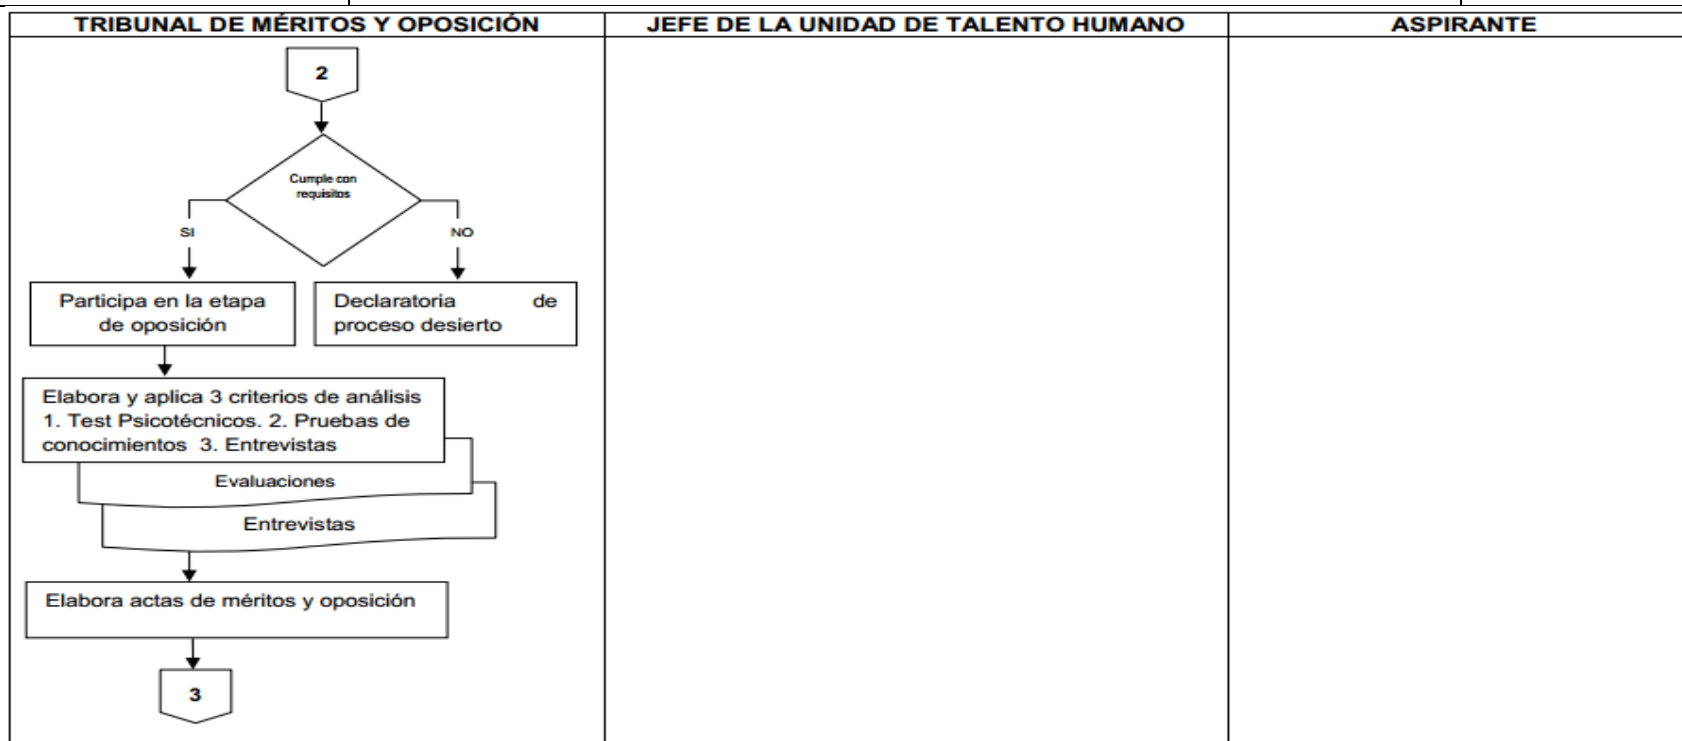 TRIBUNAL DE MÉRITOS Y OPOSICIÓN
JEFE DE LA UNIDAD DE TALENTO HUMANO
ASPIRANTE
2
Cumple con
requisitos
SI
NO
Participa en la etapa
de oposición
Declaratoria de
proceso desierto
Elabora y aplica 3 criterios de análisis
1. Test Psicotécnicos. 2. Pruebas de
conocimientos 3. Entrevistas
Evaluaciones
Entrevistas
Elabora actas de méritos y oposición
3